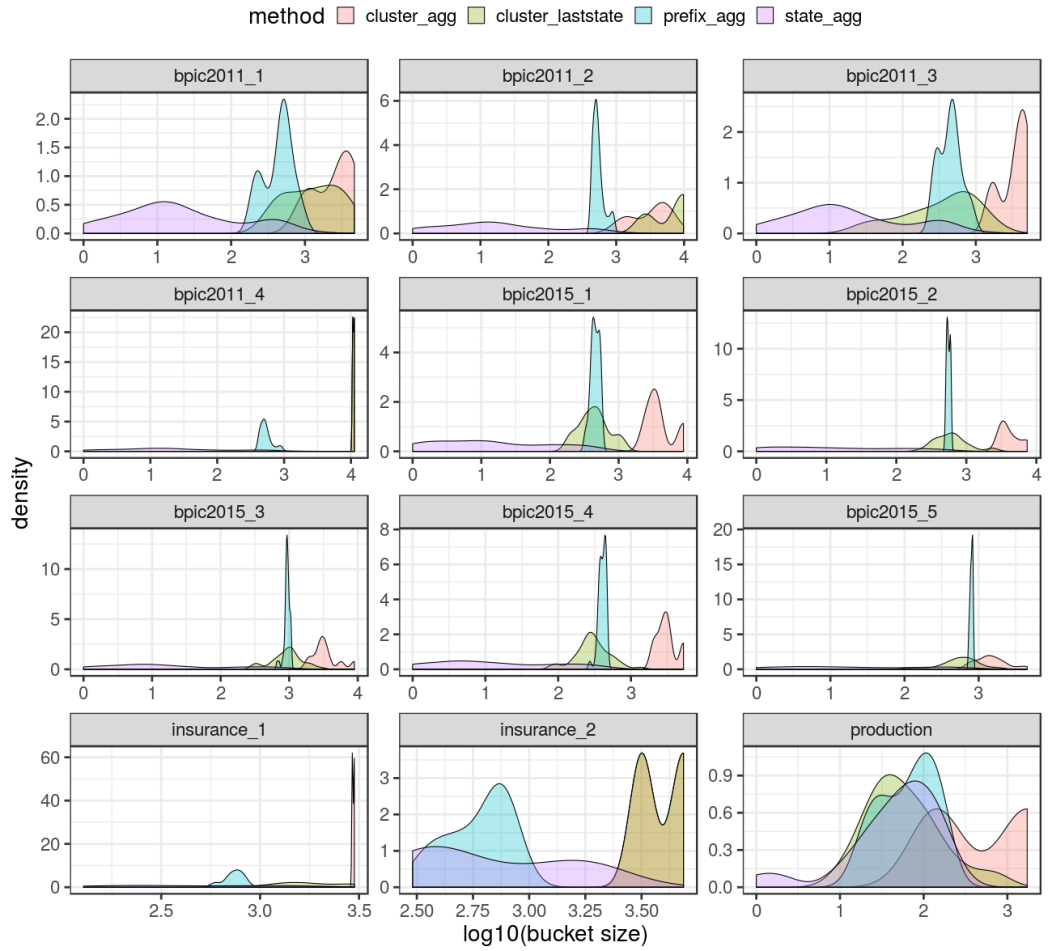 method cluster_agg cluster_laststate prefix_agg state_agg
bpic2011_1 bpic2011_2 bpic2011_3
2.0
1.5
1.0
0.5
0.0
0 1 2 3
6
4
2
0
0 1 2 3 4
2
1
0
0 1 2 3
bpic2011_4 bpic2015_1 bpic2015_2
20
15
10
5
0
0 1 2 3 4
4
2
0
0 1 2 3 4
10
5
0
0 1 2 3 4
density
bpic2015_3 bpic2015_4 bpic2015_5
10
5
0
0 1 2 3 4
8
6
4
2
0
0 1 2 3
20
15
10
5
0
0 1 2 3
insurance_1 insurance_2 production
60
40
20
0
2.5 3.0 3.5
3
2
1
0
2.50 2.75 3.00 3.25 3.50
0.9
0.6
0.3
0.0
0 1 2 3
log10(bucket size)